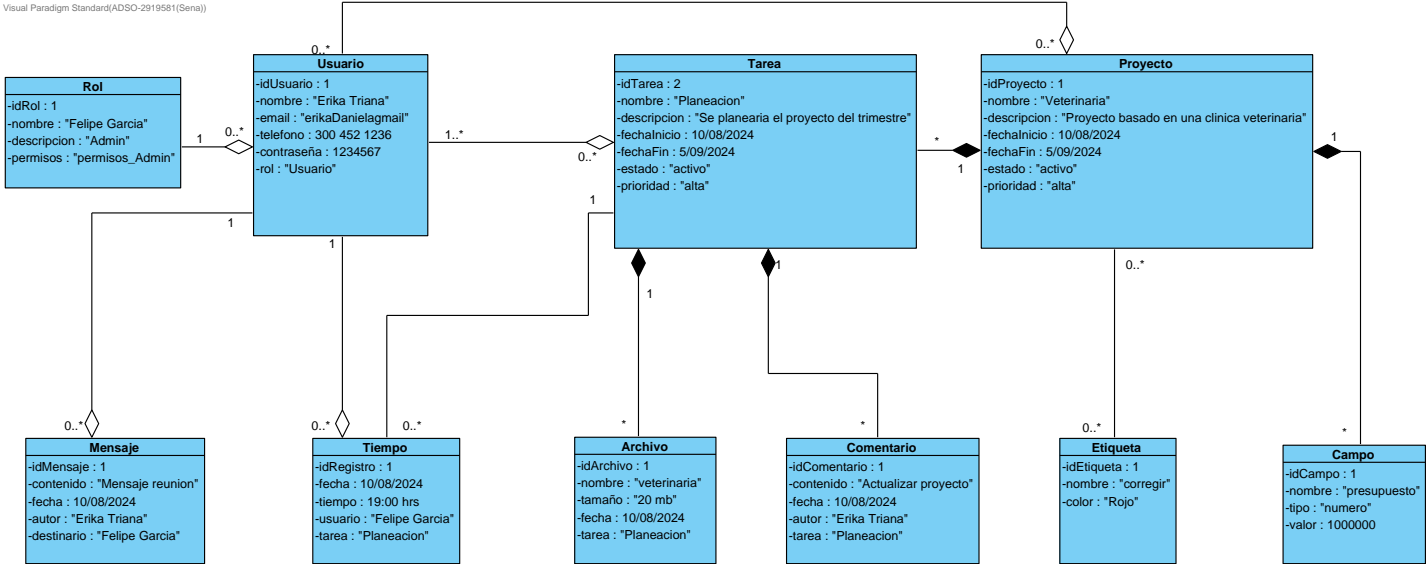 Visual Paradigm Standard(ADSO-2919581(Sena))
0..*
0..*
Rol
-idRol : 1
-nombre : "Felipe Garcia"
-descripcion : "Admin"
-permisos : "permisos_Admin"
1
0..*
Usuario
-idUsuario : 1
-nombre : "Erika Triana"
-email : "erikaDanielagmail"
-telefono : 300 452 1236
-contraseña : 1234567
-rol : "Usuario"
1..*
0..*
Tarea
-idTarea : 2
-nombre : "Planeacion"
-descripcion : "Se planearia el proyecto del trimestre"
-fechaInicio : 10/08/2024
-fechaFin : 5/09/2024
-estado : "activo"
-prioridad : "alta"
*
1
Proyecto
-idProyecto : 1
-nombre : "Veterinaria"
-descripcion : "Proyecto basado en una clinica veterinaria"
-fechaInicio : 10/08/2024
-fechaFin : 5/09/2024
-estado : "activo"
-prioridad : "alta"
1
1
1
1
1
1
0..*
0..*
0..*
0..*
*
*
0..*
*
Mensaje
-idMensaje : 1
-contenido : "Mensaje reunion"
-fecha : 10/08/2024
-autor : "Erika Triana"
-destinario : "Felipe Garcia"
Tiempo
-idRegistro : 1
-fecha : 10/08/2024
-tiempo : 19:00 hrs
-usuario : "Felipe Garcia"
-tarea : "Planeacion"
Archivo
-idArchivo : 1
-nombre : "veterinaria"
-tamaño : "20 mb"
-fecha : 10/08/2024
-tarea : "Planeacion"
Comentario
-idComentario : 1
-contenido : "Actualizar proyecto"
-fecha : 10/08/2024
-autor : "Erika Triana"
-tarea : "Planeacion"
Etiqueta
-idEtiqueta : 1
-nombre : "corregir"
-color : "Rojo"
Campo
-idCampo : 1
-nombre : "presupuesto"
-tipo : "numero"
-valor : 1000000